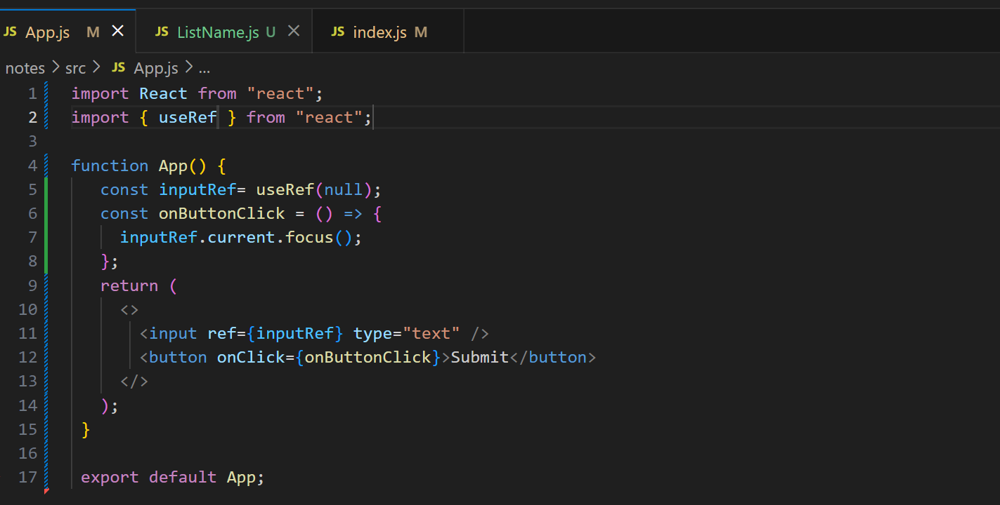 JS App.js M × JS ListName.js U × JS index.js M
notes > src > JS App.js > ...
1 import React from "react";
2 import { useRef } from "react";
3
4 function App() {
5 const inputRef= useRef(null);
6 const onButtonClick = () => {
7 inputRef.current.focus();
8 };
9 return (
10 <>
11 <input ref={inputRef} type="text" />
12 <button onClick={onButtonClick}>Submit</button>
13 </>
14 );
15 }
16
17 export default App;